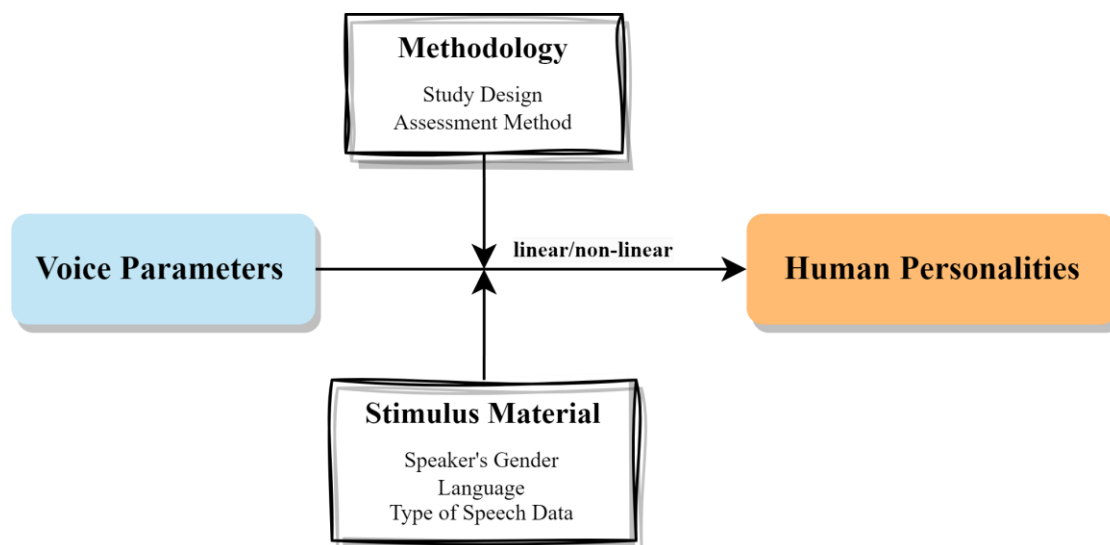 Methodology
Study Design
Assessment Method
linear/non-linear
Voice Parameters
Human Personalities
Stimulus Material
Speaker's Gender
Language
Type of Speech Data